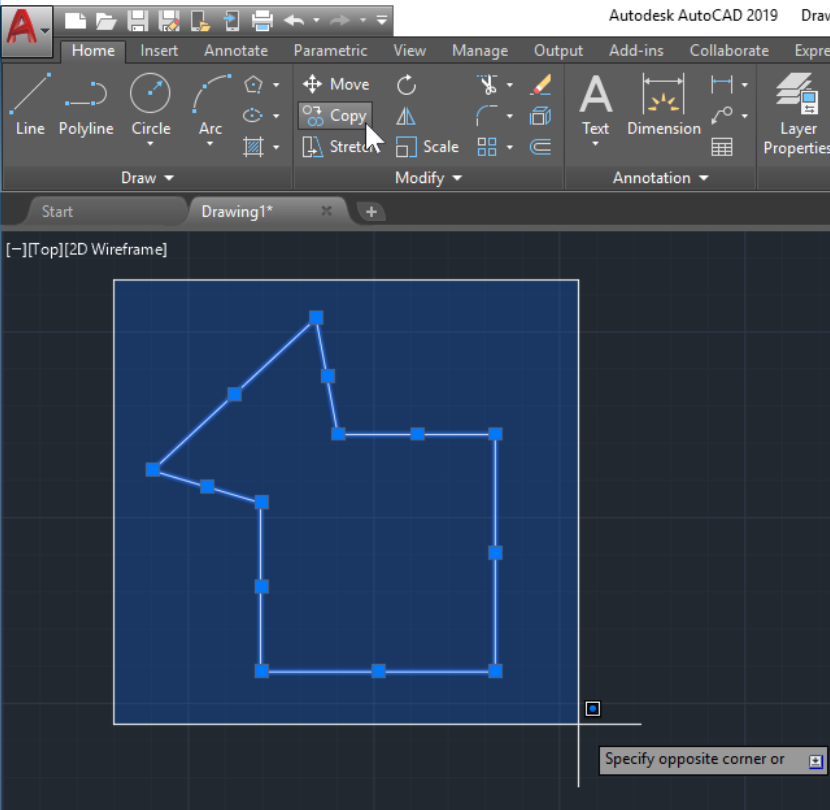 Autodesk AutoCAD 2019 Draw
Home Insert Annotate Parametric View Manage Output Add-ins Collaborate Expre
Line Polyline Circle Arc
Move
Copy
Stretch
Scale
Text Dimension
Layer
Properties
Draw Modify Annotation
Start Drawing1*
[−][Top][2D Wireframe]
Specify opposite corner or